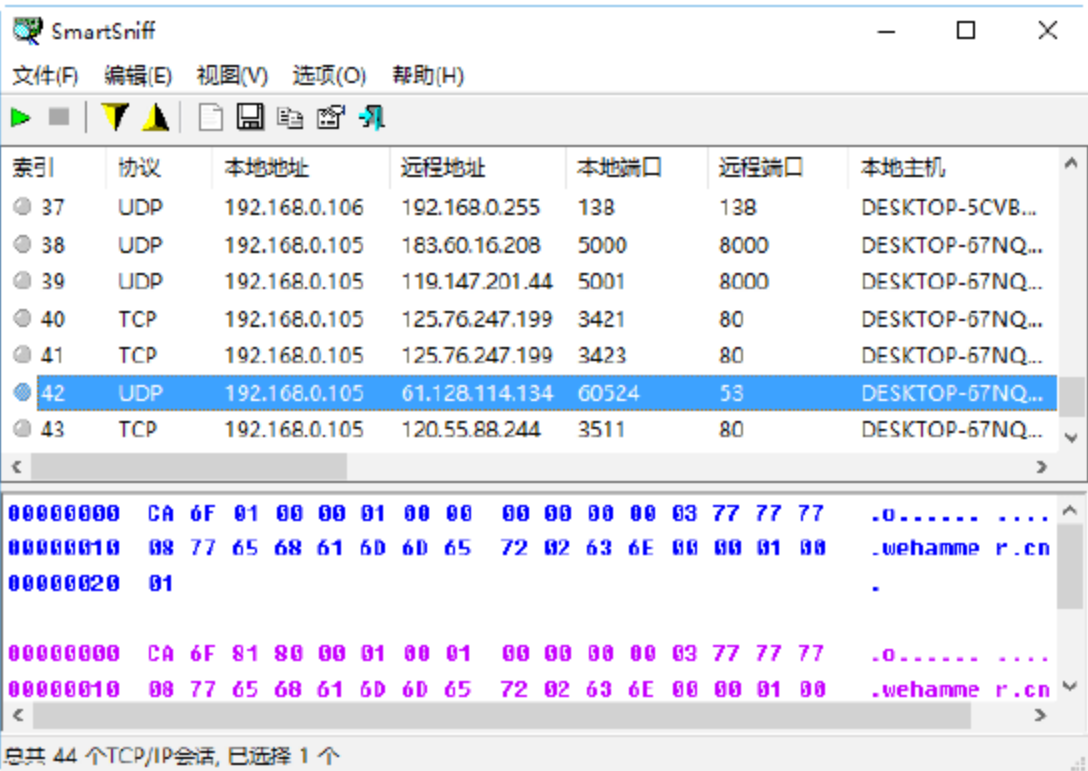 SmartSniff
文件(F) 编辑(E) 视图(V) 选项(O) 帮助(H)
索引 协议 本地地址 远程地址 本地端口 远程端口 本地主机
37 UDP 192.168.0.106 192.168.0.255 138 138 DESKTOP-5CVB...
38 UDP 192.168.0.105 183.60.16.208 5000 8000 DESKTOP-67NQ...
39 UDP 192.168.0.105 119.147.201.44 5001 8000 DESKTOP-67NQ...
40 TCP 192.168.0.105 125.76.247.199 3421 80 DESKTOP-67NQ...
41 TCP 192.168.0.105 125.76.247.199 3423 80 DESKTOP-67NQ...
42 UDP 192.168.0.105 61.128.114.134 60524 53 DESKTOP-67NQ...
43 TCP 192.168.0.105 120.55.88.244 3511 80 DESKTOP-67NQ...
00000000 CA 6F 01 00 00 01 00 00 00 00 00 00 03 77 77 77 .o...... ....
00000010 08 77 65 68 61 6D 6D 65 72 02 63 6E 00 00 01 00 .wehamme r.cn
00000020 01 .
00000000 CA 6F 81 80 00 01 00 01 00 00 00 00 03 77 77 77 .o...... ....
00000010 08 77 65 68 61 6D 6D 65 72 02 63 6E 00 00 01 00 .wehamme r.cn
总共 44 个TCP/IP会话, 已选择 1 个